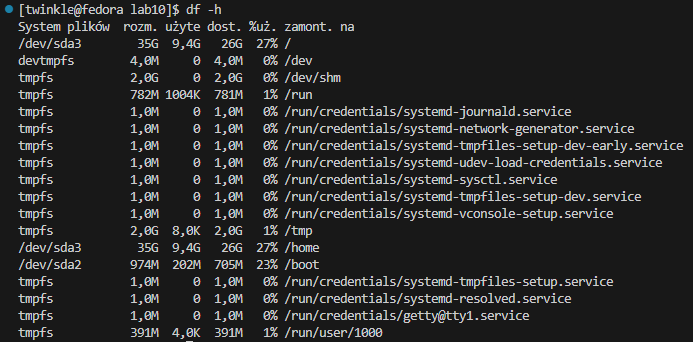 [twinkle@fedora lab10]$ df -h
System plików rozm. użyte dost. %uż. zamont. na
/dev/sda3 35G 9,4G 26G 27% /
devtmpfs 4,0M 0 4,0M 0% /dev
tmpfs 2,0G 0 2,0G 0% /dev/shm
tmpfs 782M 1004K 781M 1% /run
tmpfs 1,0M 0 1,0M 0% /run/credentials/systemd-journald.service
tmpfs 1,0M 0 1,0M 0% /run/credentials/systemd-network-generator.service
tmpfs 1,0M 0 1,0M 0% /run/credentials/systemd-tmpfiles-setup-dev-early.service
tmpfs 1,0M 0 1,0M 0% /run/credentials/systemd-udev-load-credentials.service
tmpfs 1,0M 0 1,0M 0% /run/credentials/systemd-sysctl.service
tmpfs 1,0M 0 1,0M 0% /run/credentials/systemd-tmpfiles-setup-dev.service
tmpfs 1,0M 0 1,0M 0% /run/credentials/systemd-vconsole-setup.service
tmpfs 2,0G 8,0K 2,0G 1% /tmp
/dev/sda3 35G 9,4G 26G 27% /home
/dev/sda2 974M 202M 705M 23% /boot
tmpfs 1,0M 0 1,0M 0% /run/credentials/systemd-tmpfiles-setup.service
tmpfs 1,0M 0 1,0M 0% /run/credentials/systemd-resolved.service
tmpfs 1,0M 0 1,0M 0% /run/credentials/getty@tty1.service
tmpfs 391M 4,0K 391M 1% /run/user/1000